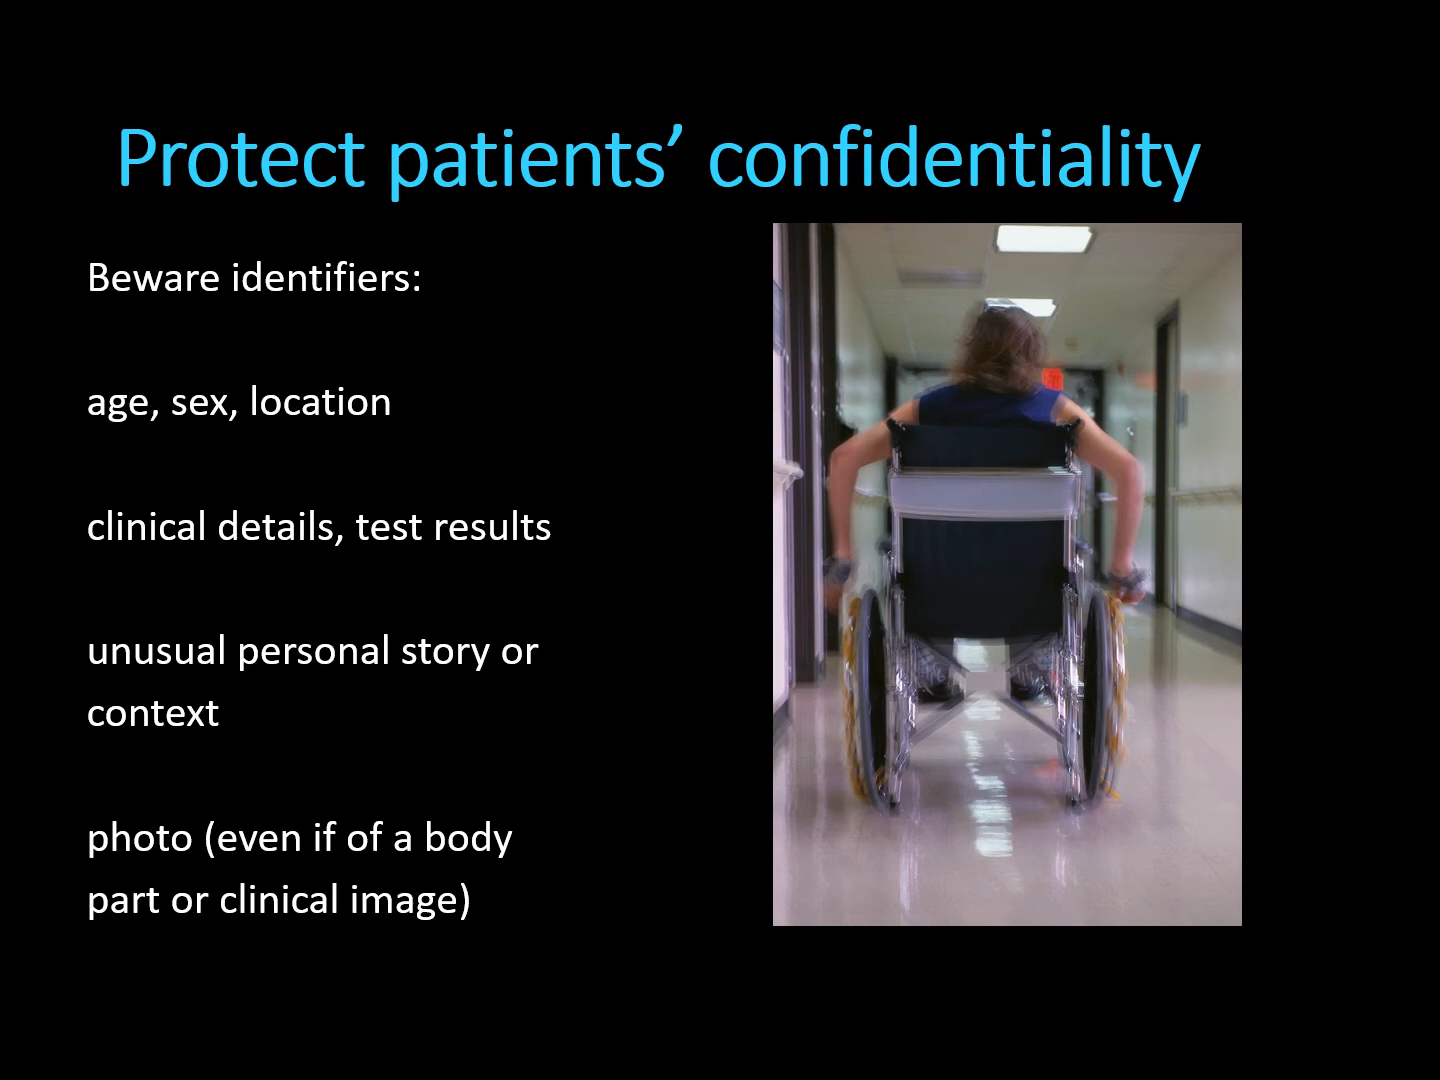 Protect patients’ confidentiality
Beware identifiers:
age, sex, location
clinical details, test results
unusual personal story or
context
photo (even if of a body
part or clinical image)